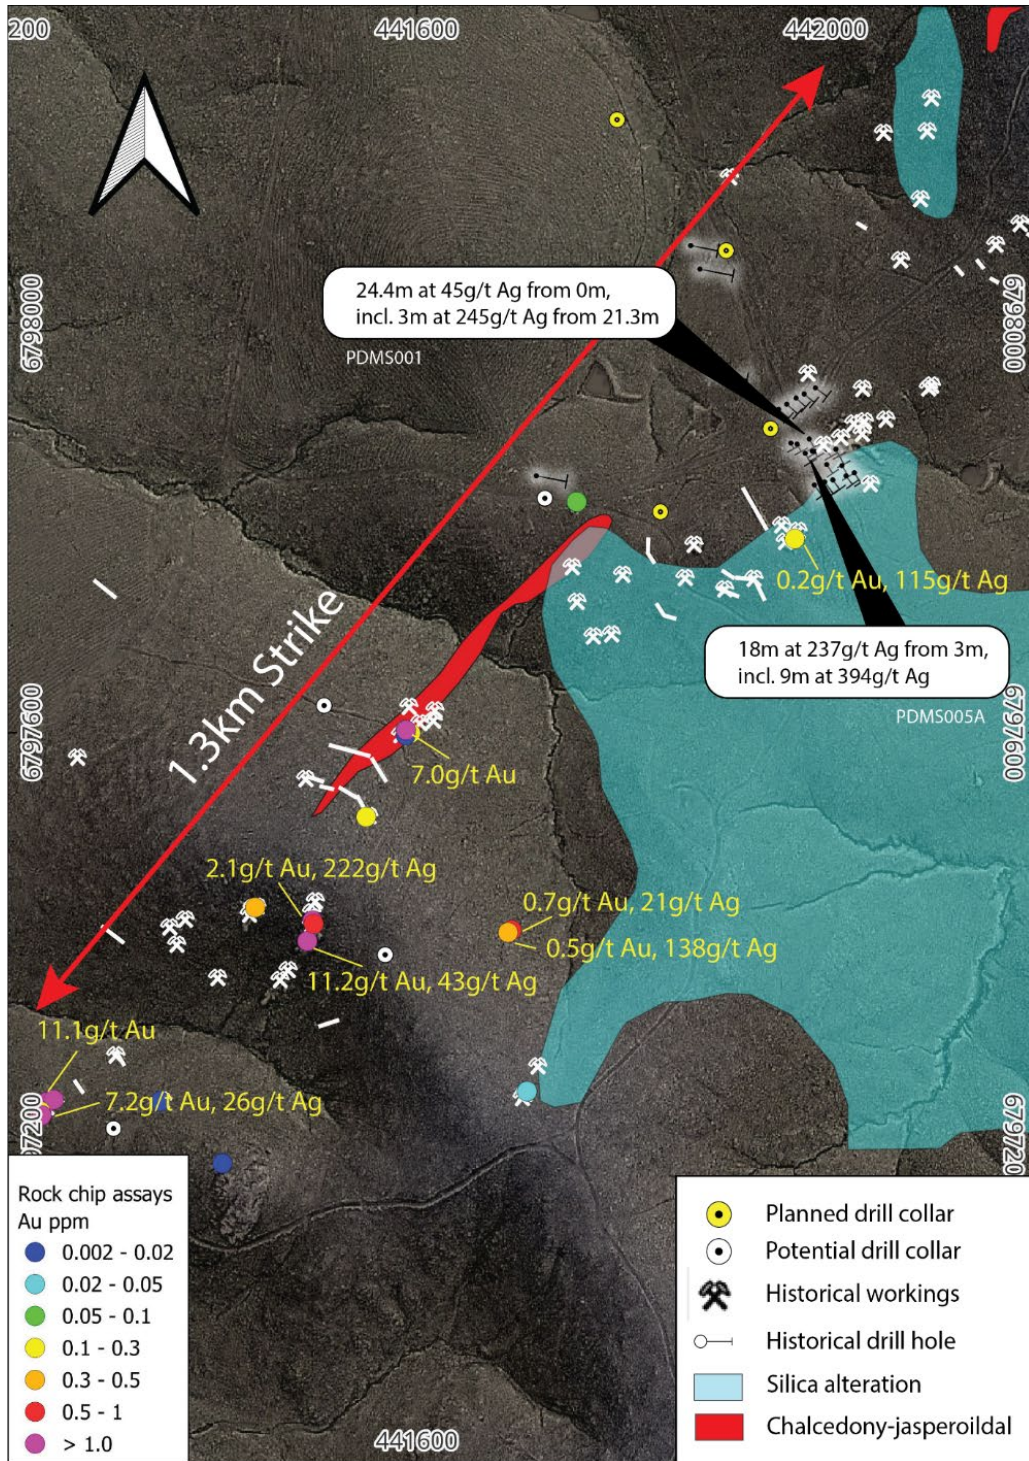 200
441600
442000
6798000
6798000
24.4m at 45g/t Ag from 0m,
incl. 3m at 245g/t Ag from 21.3m
PDMS001
0.2g/t Au, 115g/t Ag
18m at 237g/t Ag from 3m,
incl. 9m at 394g/t Ag
PDMS005A
1.3km Strike
6797600
6797600
7.0g/t Au
2.1g/t Au, 222g/t Ag
0.7g/t Au, 21g/t Ag
0.5g/t Au, 138g/t Ag
11.2g/t Au, 43g/t Ag
11.1g/t Au
7.2g/t Au, 26g/t Ag
97200
679720
Rock chip assays
Au ppm
0.002 - 0.02
0.02 - 0.05
0.05 - 0.1
0.1 - 0.3
0.3 - 0.5
0.5 - 1
> 1.0
441600
Planned drill collar
Potential drill collar
Historical workings
Historical drill hole
Silica alteration
Chalcedony-jasperoildal